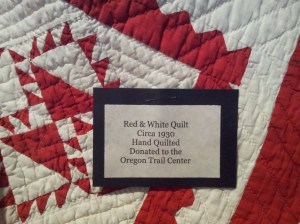 Red & White Quilt
Circa 1930
Hand Quilted
Donated to the
Oregon Trail Center